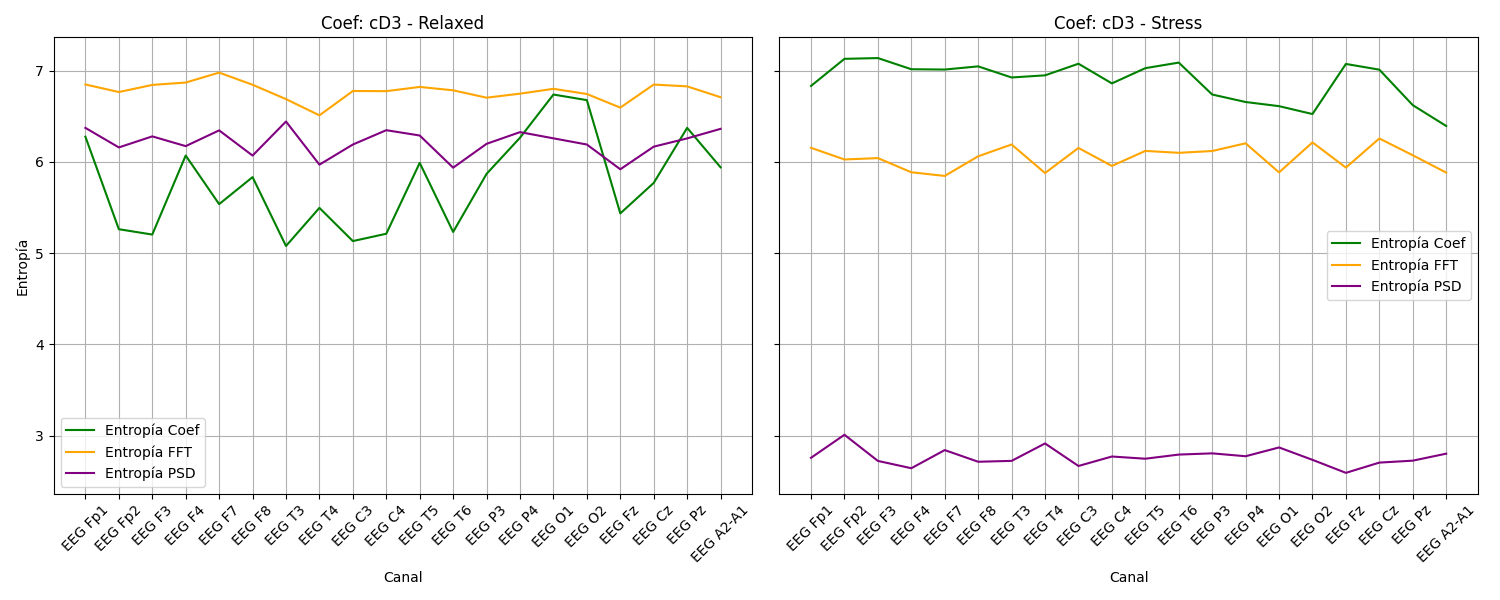 Coef: cD3 - Relaxed
Entropía
7
6
5
4
3
Entropía Coef
Entropía FFT
Entropía PSD
EEG Fp1
EEG Fp2
EEG F3
EEG F4
EEG F7
EEG F8
EEG T3
EEG T4
EEG C3
EEG C4
EEG T5
EEG T6
EEG P3
EEG P4
EEG O1
EEG O2
EEG Fz
EEG Cz
EEG Pz
EEG A2-A1
Canal
Coef: cD3 - Stress
Entropía Coef
Entropía FFT
Entropía PSD
EEG Fp1
EEG Fp2
EEG F3
EEG F4
EEG F7
EEG F8
EEG T3
EEG T4
EEG C3
EEG C4
EEG T5
EEG T6
EEG P3
EEG P4
EEG O1
EEG O2
EEG Fz
EEG Cz
EEG Pz
EEG A2-A1
Canal